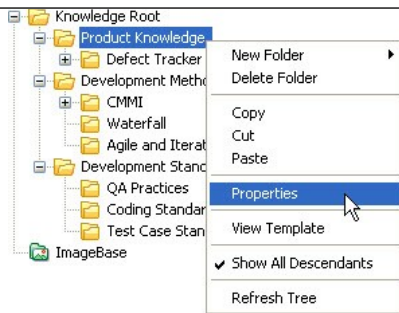 Knowledge Root
Product Knowledge
Defect Tracker
Development Metho
CMMI
Waterfall
Agile and Iterat
Development Stanc
QA Practices
Coding Standar
Test Case Stan
ImageBase
New Folder
Delete Folder
Copy
Cut
Paste
Properties
View Template
Show All Descendants
Refresh Tree